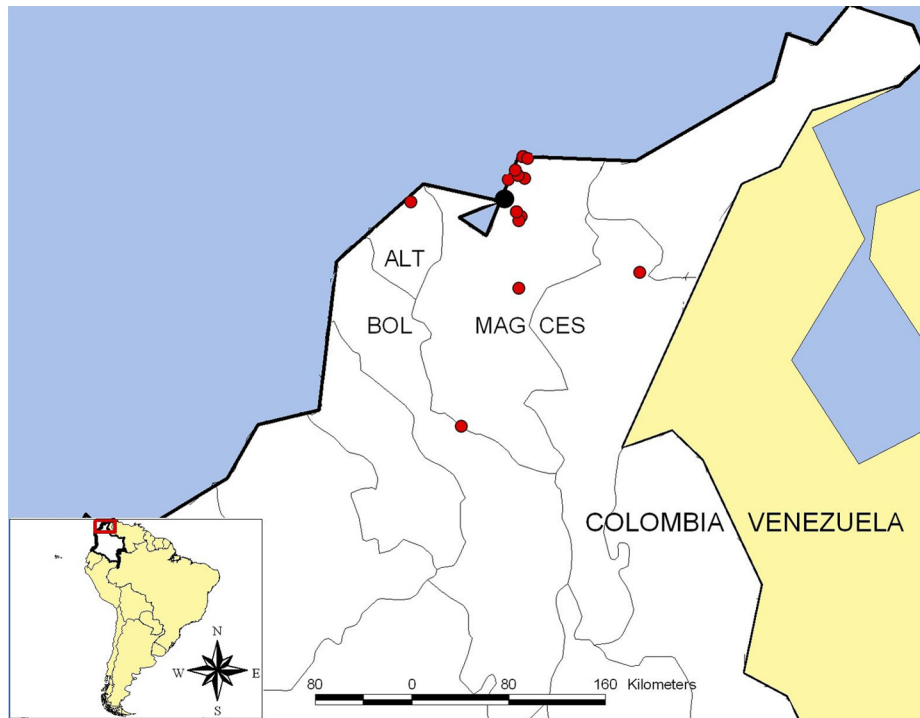 ALT
BOL
MAG CES
COLOMBIA VENEZUELA
N
W E
S
80 0 80 160 Kilometers